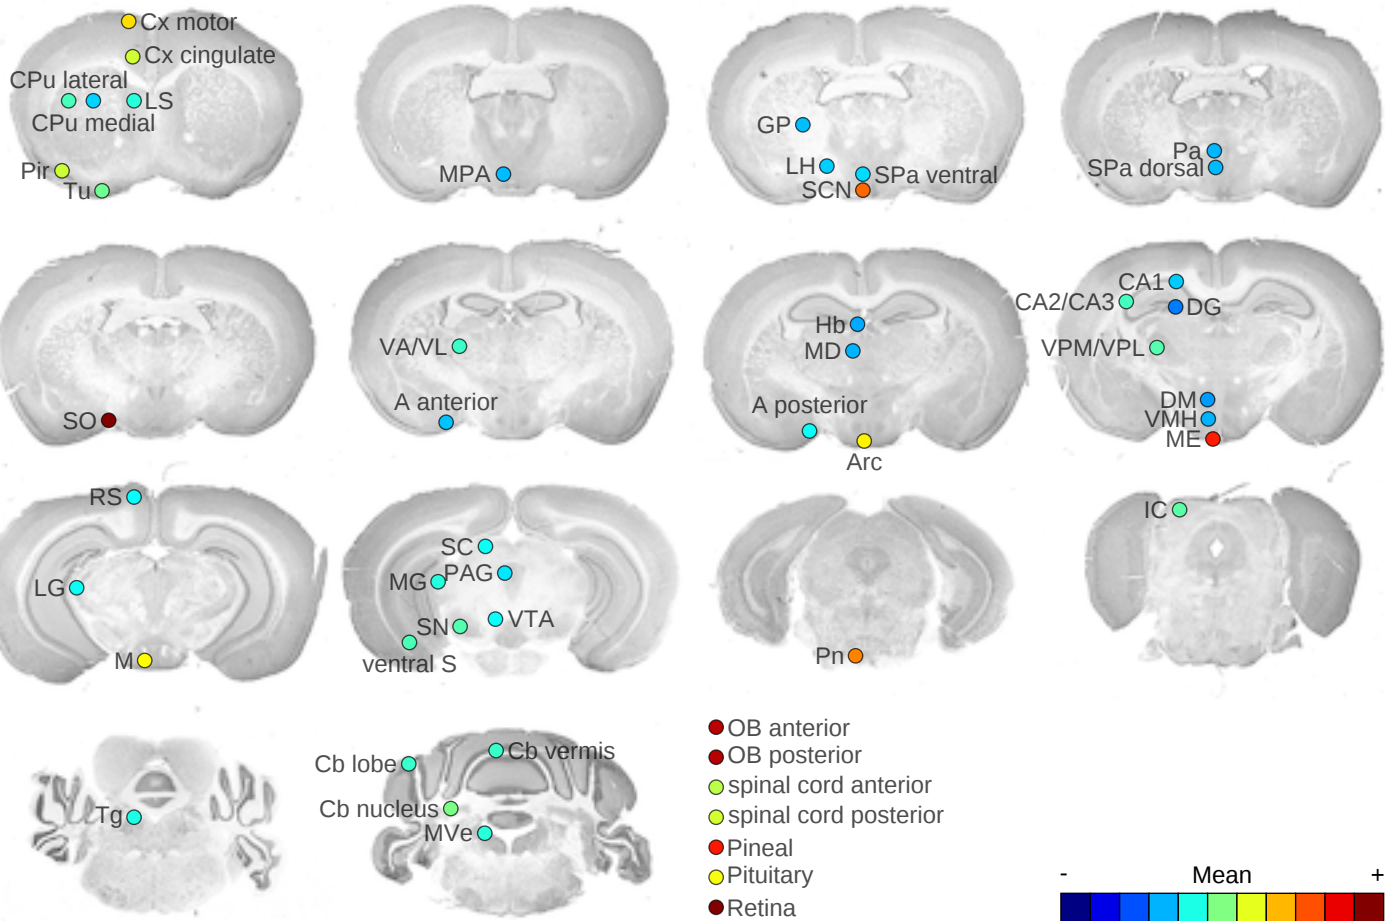 Cx motor
Cx cingulate
CPu lateral
LS
CPu medial
Pir
Tu
MPA
GP
LH
SPa ventral
SCN
Pa
SPa dorsal
SO
VA/VL
A anterior
Hb
MD
A posterior
Arc
CA1
CA2/CA3
DG
VPM/VPL
DM
VMH
ME
RS
LG
M
SC
MG
PAG
SN
VTA
ventral S
Pn
IC
Tg
Cb lobe
Cb vermis
Cb nucleus
MVe
OB anterior
OB posterior
spinal cord anterior
spinal cord posterior
Pineal
Pituitary
Retina
- Mean +